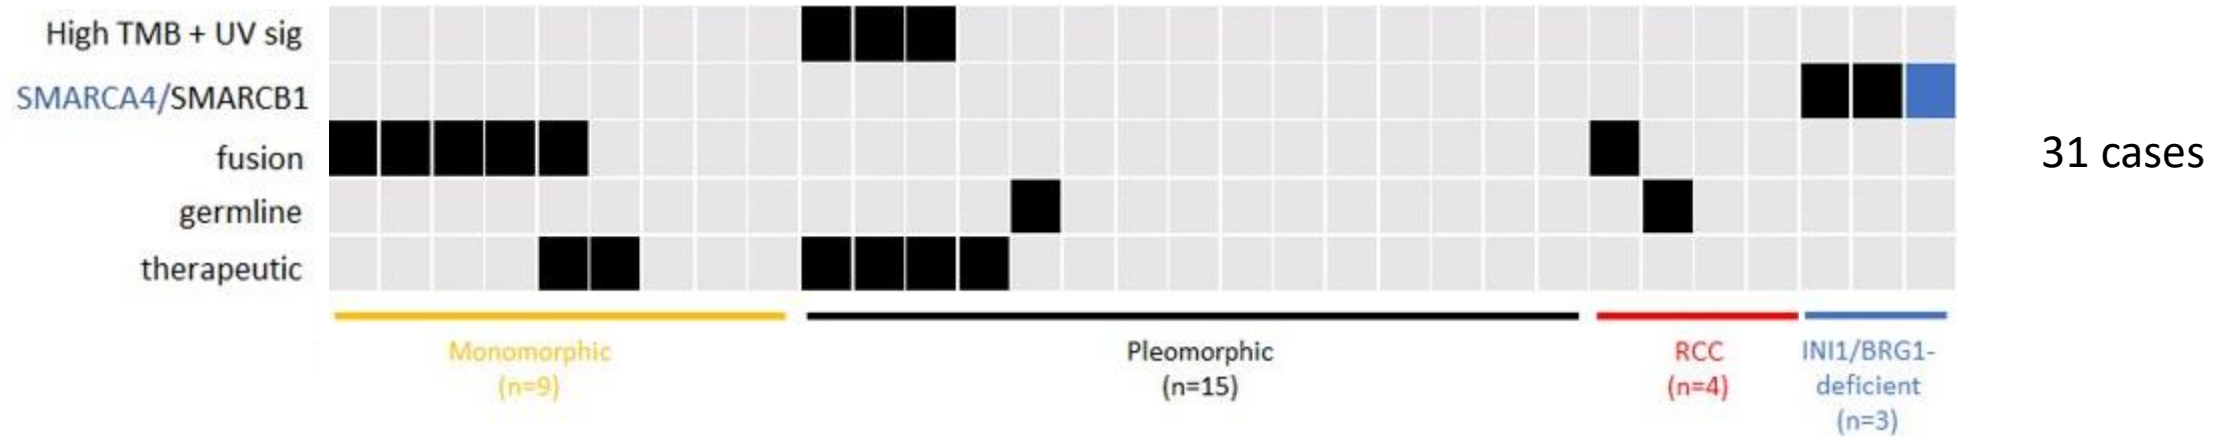 High TMB + UV sig
SMARCA4/SMARCB1
fusion
germline
therapeutic
31 cases
Monomorphic
(n=9)
Pleomorphic
(n=15)
RCC
(n=4)
INI1/BRG1-
deficient
(n=3)